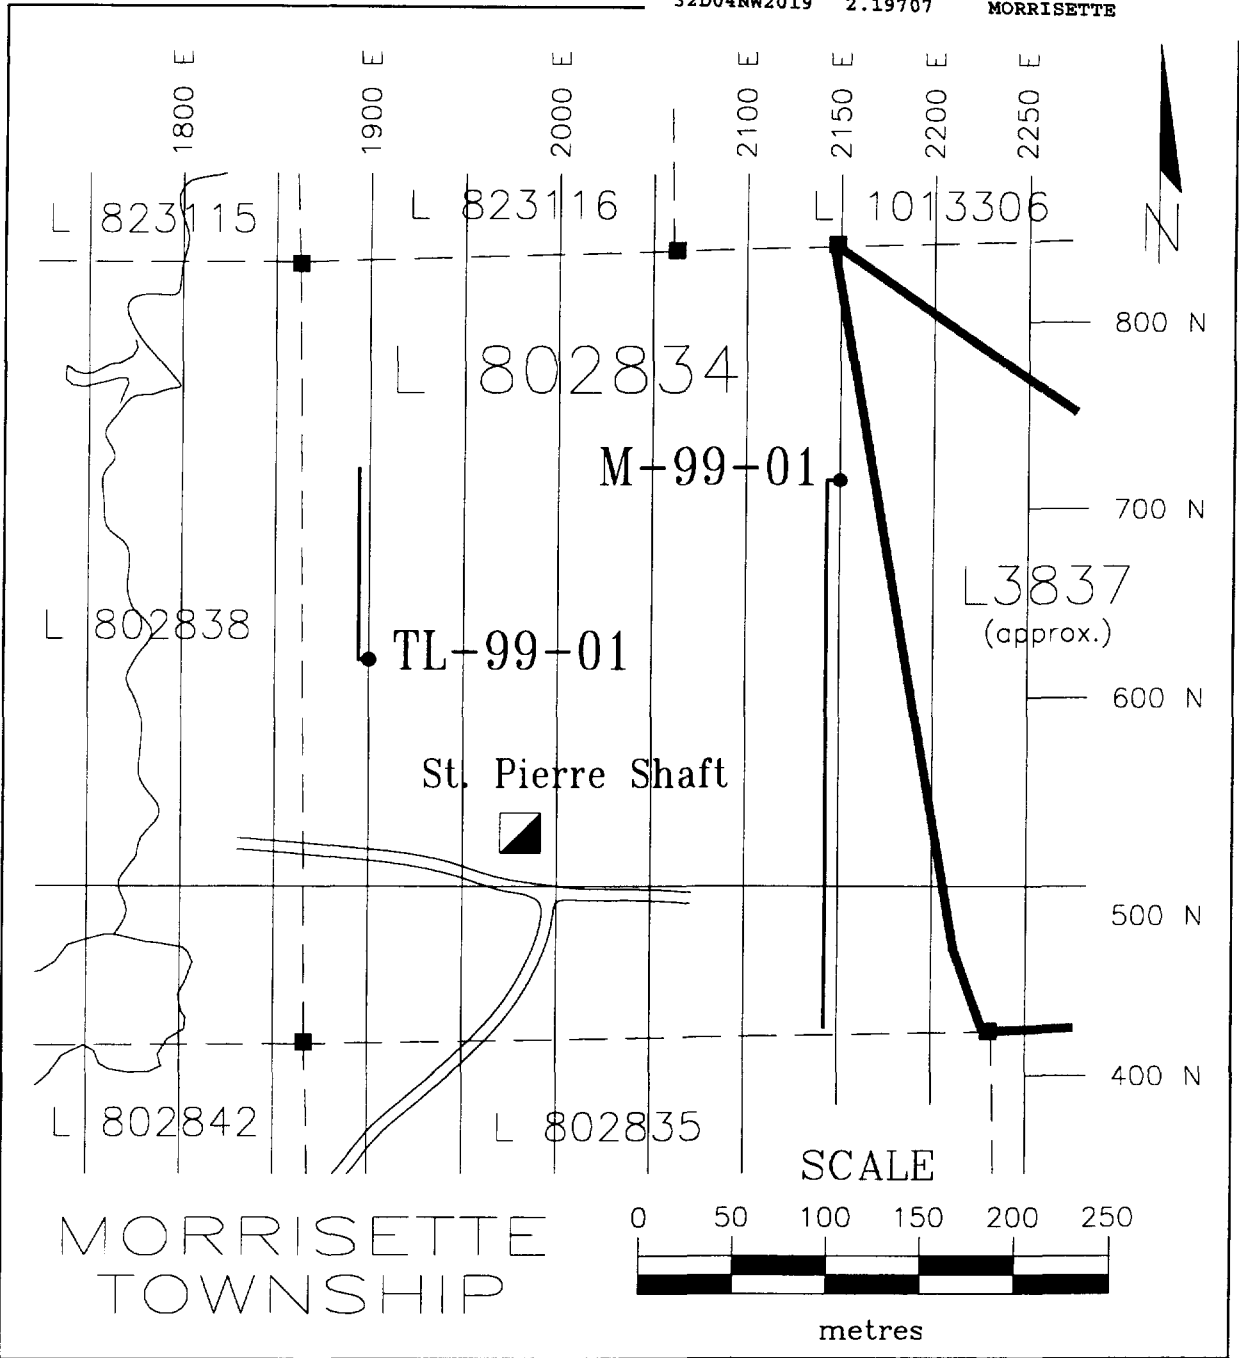 32D04NW2019 2.19707 MORRISETTE
1800 E
1900 E
2000 E
2100 E
2150 E
2200 E
2250 E
L 823115
L 823116
L 1013306
N
800 N
L 802834
M-99-01
700 N
L3837
(approx.)
L 802838
TL-99-01
600 N
St. Pierre Shaft
500 N
400 N
L 802842
L 802835
SCALE
0 50 100 150 200 250
metres
MORRISETTE
TOWNSHIP